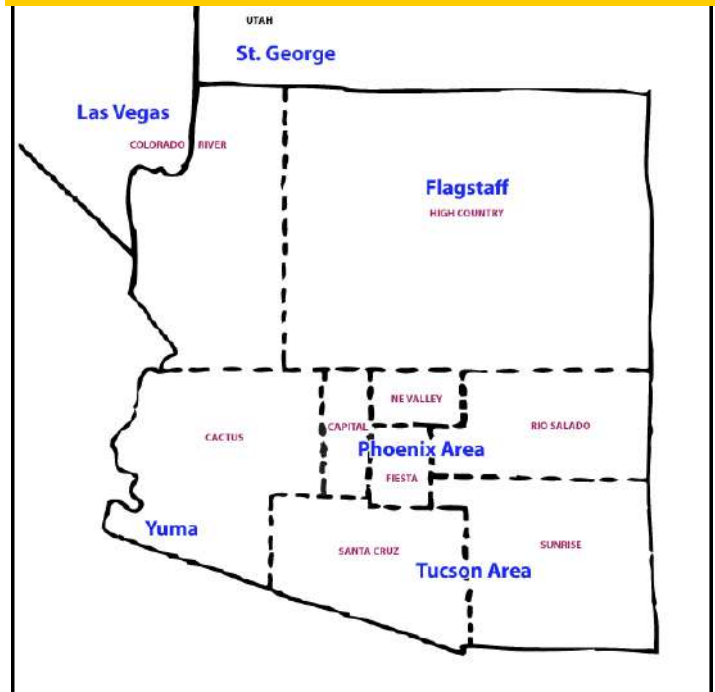 UTAH
St. George
Las Vegas
COLORADO RIVER
Flagstaff
HIGH COUNTRY
NE VALLEY
CAPITAL
RIO SALADO
CACTUS
Phoenix Area
FIESTA
Yuma
SANTA CRUZ
SUNRISE
Tucson Area